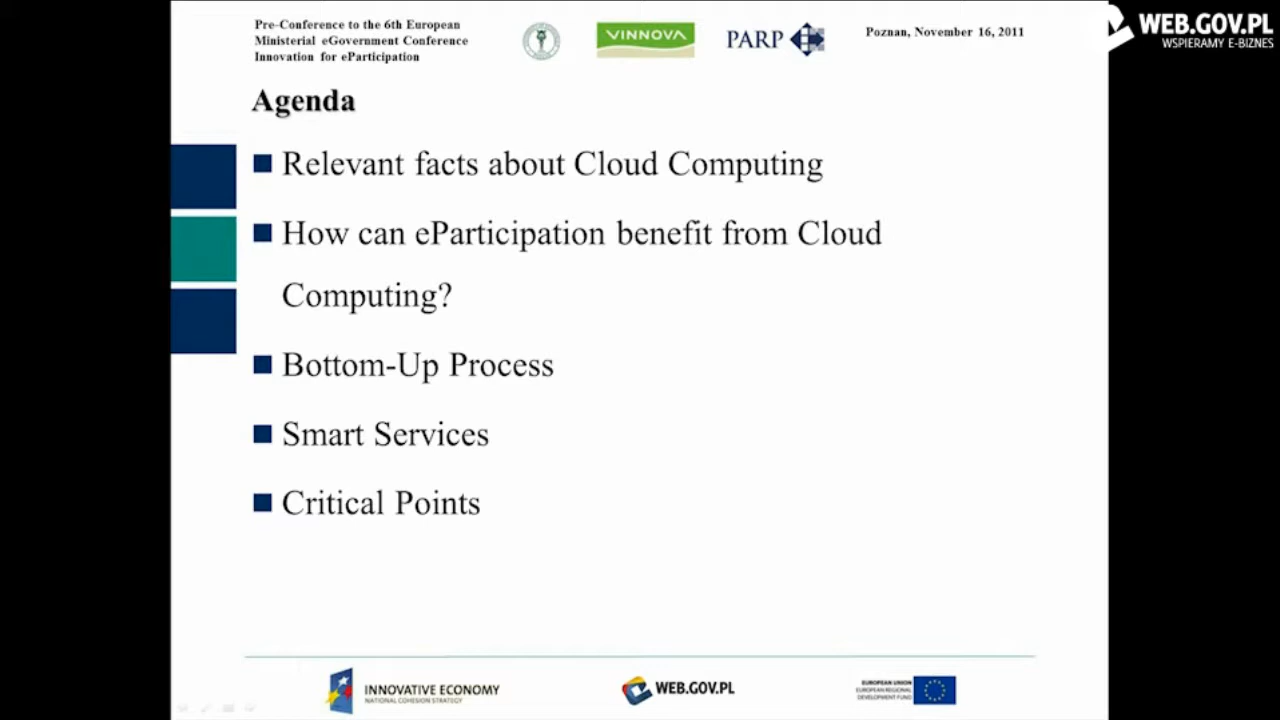 Pre-Conference to the 6th European
Ministerial eGovernment Conference
Innovation for eParticipation
VINNOVA
PARP
Poznan, November 16, 2011
WEB.GOV.PL
WSPIERAMY E-BIZNES
Agenda
Relevant facts about Cloud Computing
How can eParticipation benefit from Cloud
Computing?
Bottom-Up Process
Smart Services
Critical Points
INNOVATIVE ECONOMY
NATIONAL COHESION STRATEGY
WEB.GOV.PL
EUROPEAN UNION
EUROPEAN REGIONAL
DEVELOPMENT FUND